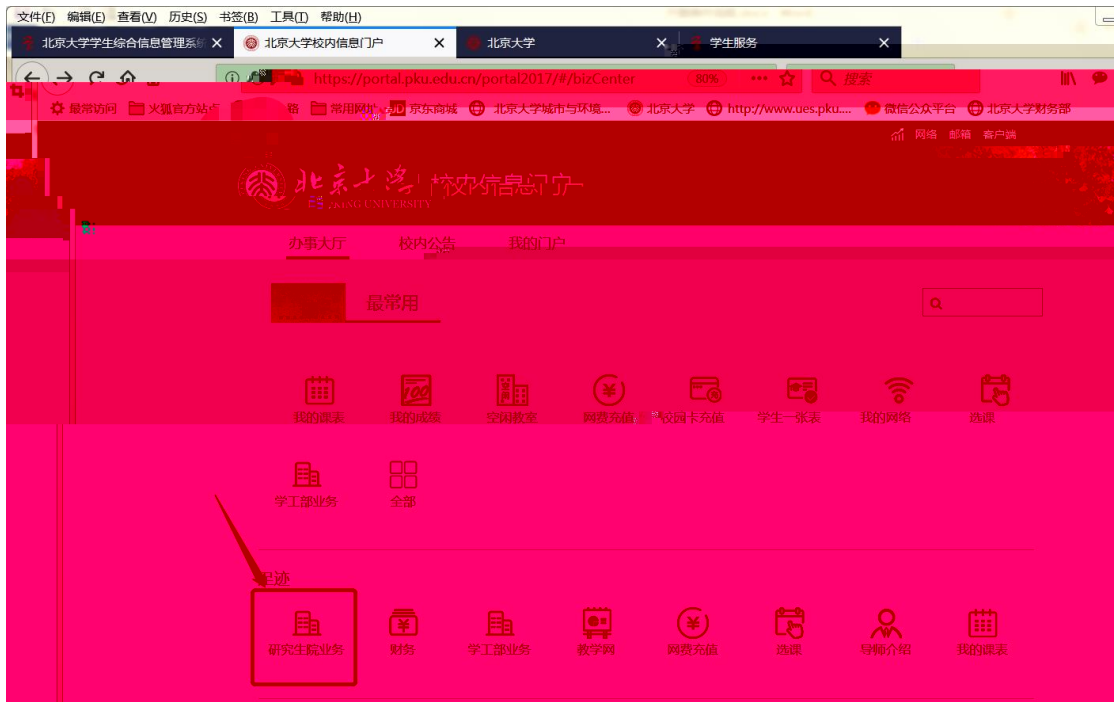 文件(F) 编辑(E) 查看(V) 历史(S) 书签(B) 工具(T) 帮助(H)
北京大学学生综合信息管理系统 北京大学校内信息门户 北京大学 学生服务
https://portal.pku.edu.cn/portal2017/#/bizCenter 80% 搜索
最常访问 火狐官方站点 常用网址 JD 京东商城 北京大学城市与环境... 北京大学 http://www.ues.pku.... 微信公众平台 北京大学财务部
网络 邮箱 客户端
北京大学 校内信息门户
PEKING UNIVERSITY
办事大厅 校内公告 我的门户
最常用
我的课表 我的成绩 空闲教室 网费充值 校园卡充值 学生一张表 我的网络 选课
学工部业务 全部
足迹
研究生院业务 财务 学工部业务 教学网 网费充值 选课 导师介绍 我的课表